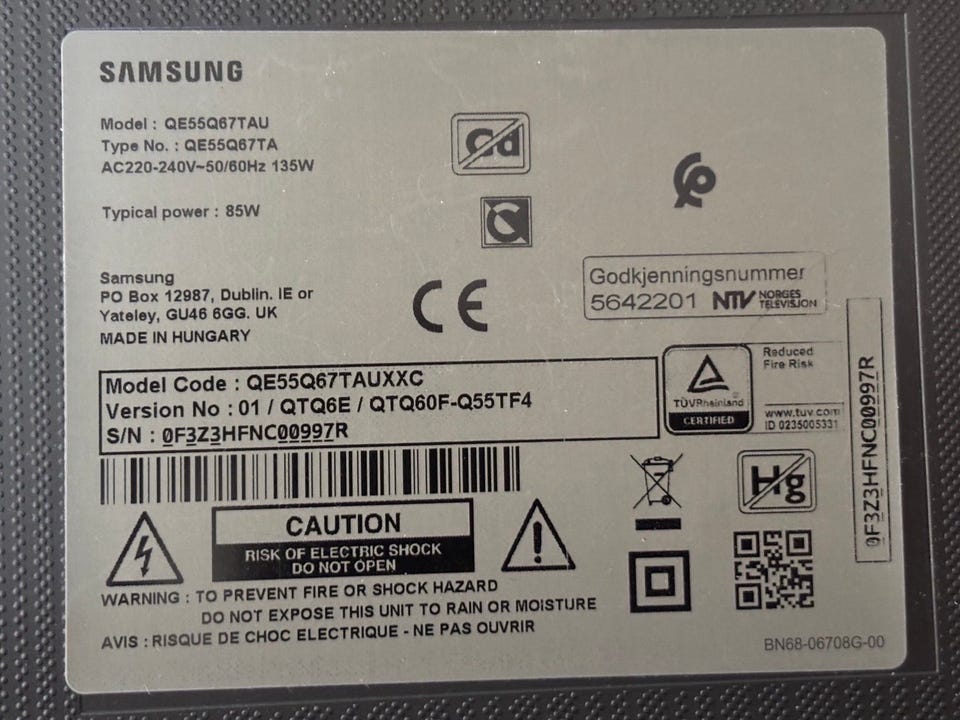 SAMSUNG
Model : QE55Q67TAU
Type No. : QE55Q67TA
AC220-240V~50/60Hz 135W
Typical power : 85W
Cd
C
Samsung
PO Box 12987, Dublin. IE or
Yateley, GU46 6GG. UK
MADE IN HUNGARY
CE
Godkjenningsnummer
5642201 NTV NORGES
TELEVISJON
Model Code : QE55Q67TAUXXC
Version No : 01 / QTQ6E / QTQ60F-Q55TF4
S/N : 0F3Z3HFNC00997R
TÜVRheinland
CERTIFIED
Reduced
Fire Risk
www.tuv.com
ID 0235005331
0F3Z3HFNC00997R
Hg
CAUTION
RISK OF ELECTRIC SHOCK
DO NOT OPEN
WARNING : TO PREVENT FIRE OR SHOCK HAZARD
DO NOT EXPOSE THIS UNIT TO RAIN OR MOISTURE
AVIS : RISQUE DE CHOC ELECTRIQUE - NE PAS OUVRIR
BN68-06708G-00